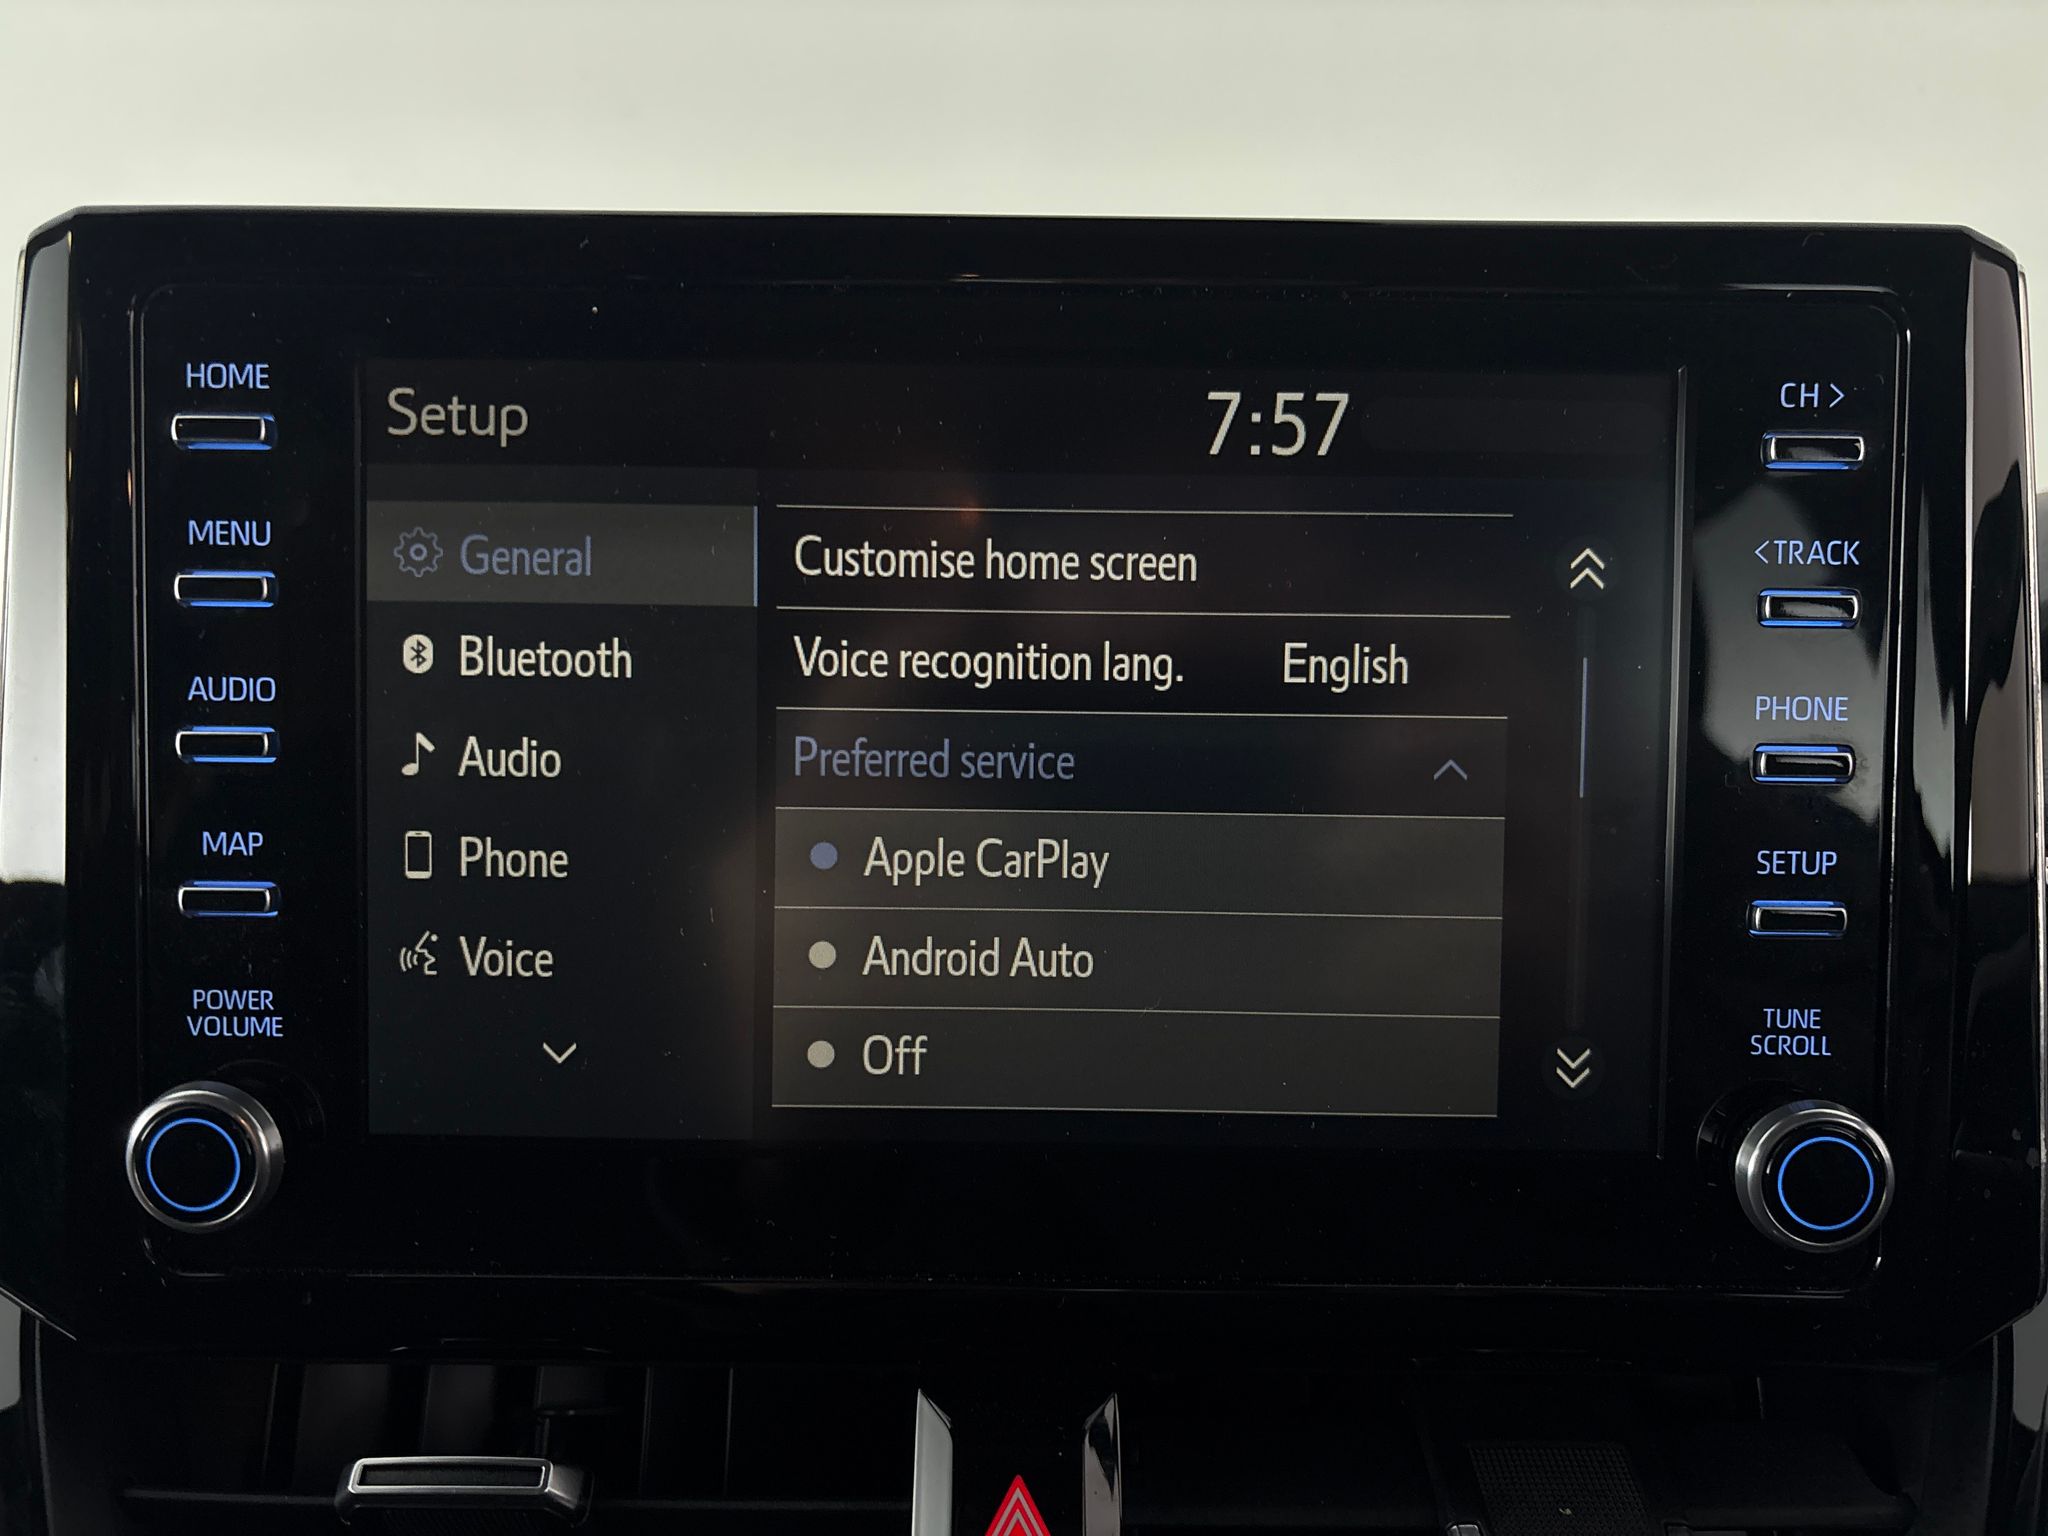 HOME
MENU
AUDIO
MAP
POWER
VOLUME
Setup
7:57
General
Bluetooth
Audio
Phone
Voice
Customise home screen
Voice recognition lang. English
Preferred service
Apple CarPlay
Android Auto
Off
CH >
< TRACK
PHONE
SETUP
TUNE
SCROLL